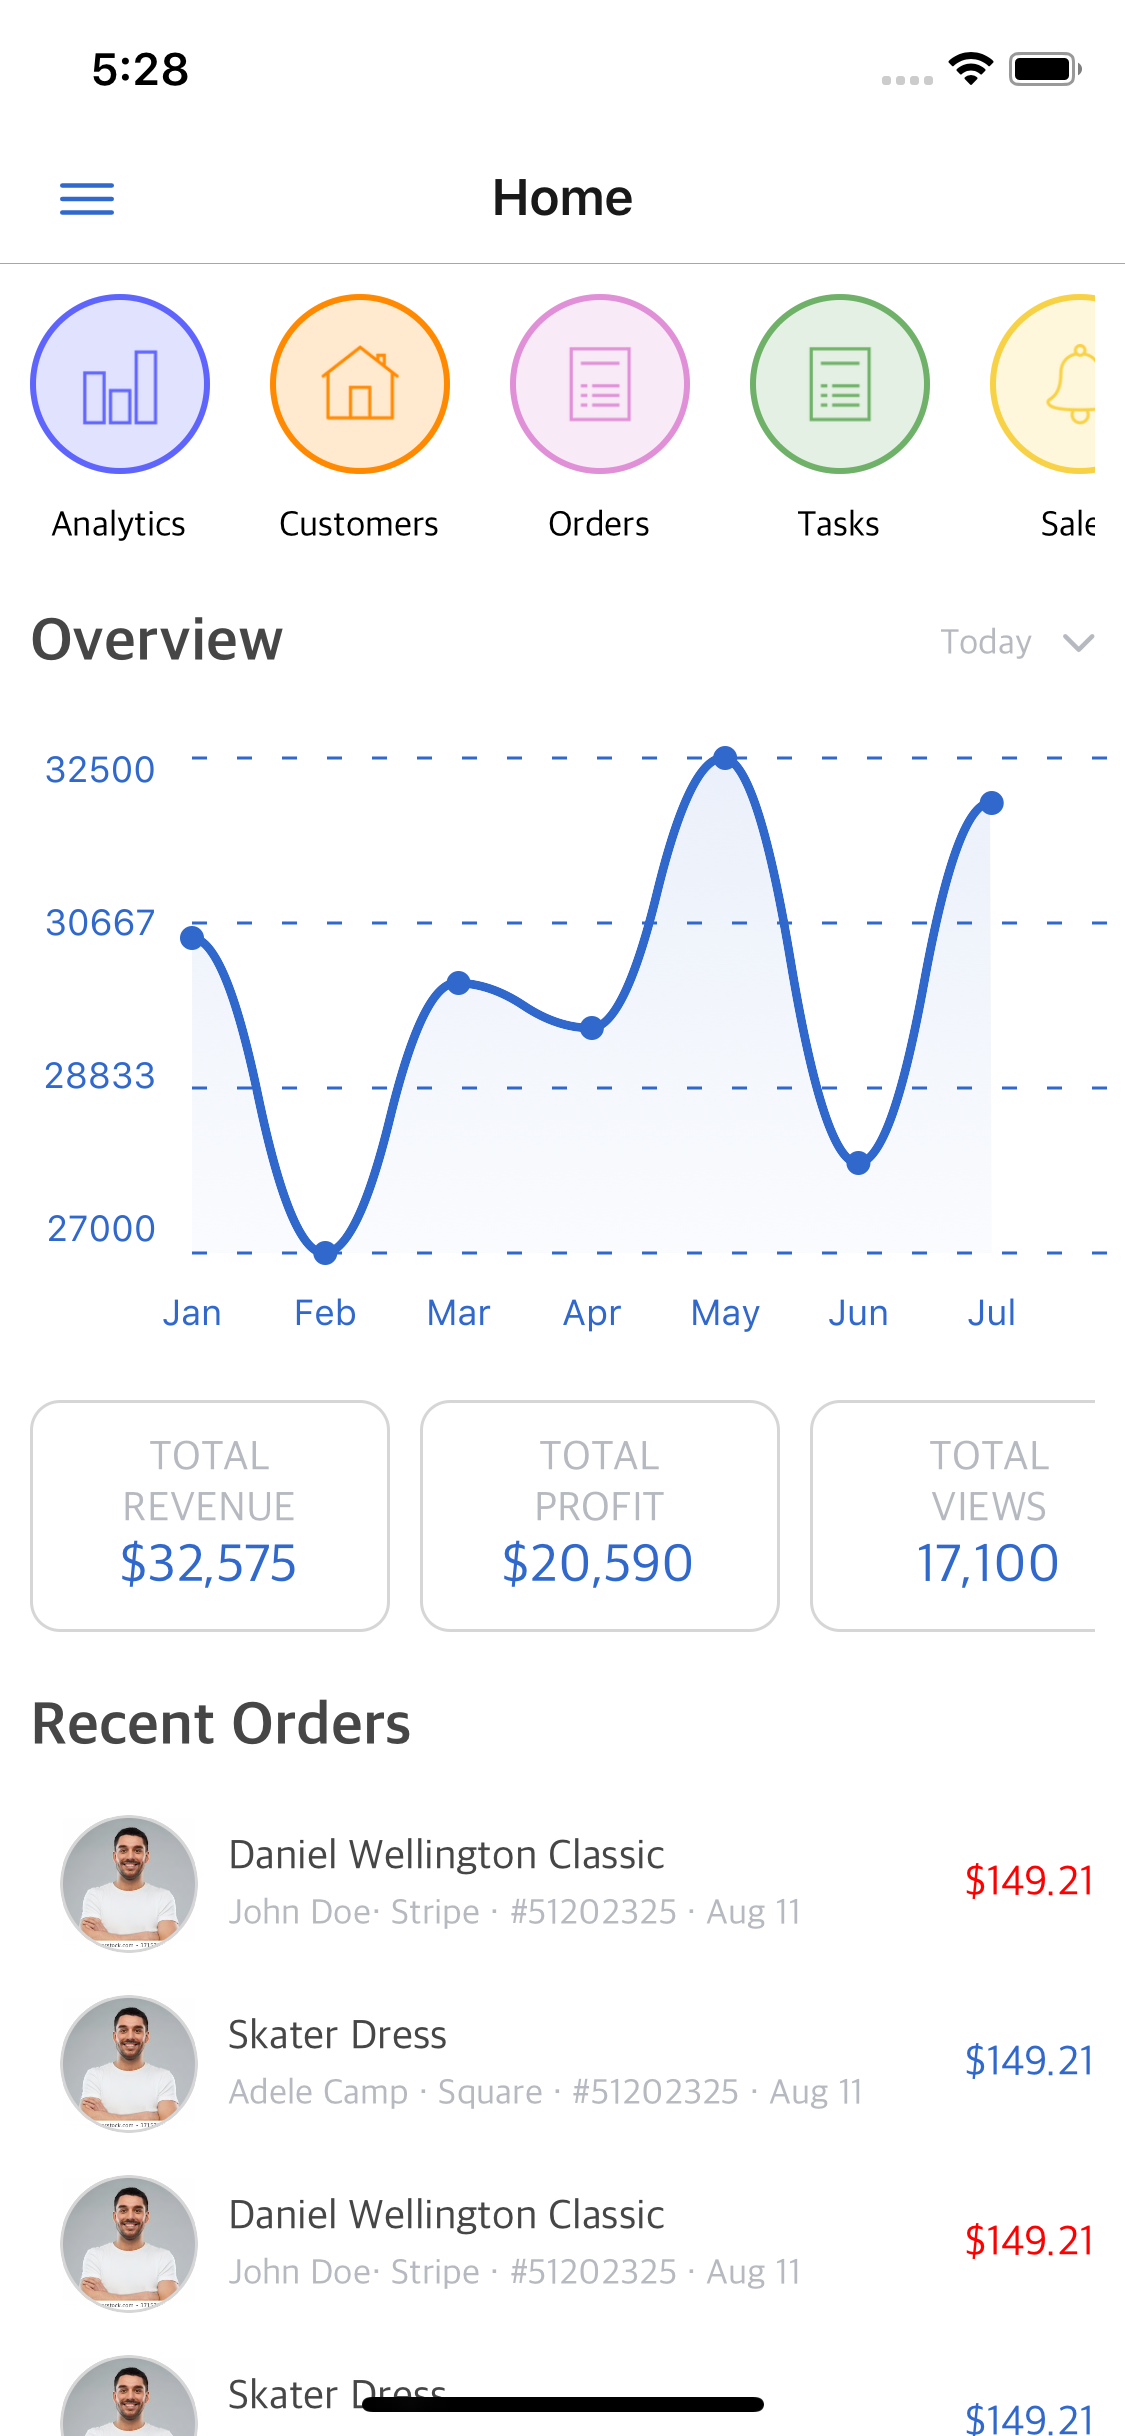 5:28
Home
Analytics
Customers
Orders
Tasks
Sale
Overview
Today
32500
30667
28833
27000
Jan
Feb
Mar
Apr
May
Jun
Jul
TOTAL
REVENUE
$32,575
TOTAL
PROFIT
$20,590
TOTAL
VIEWS
17,100
Recent Orders
Daniel Wellington Classic
$149.21
John Doe· Stripe · #51202325 · Aug 11
Skater Dress
$149.21
Adele Camp · Square · #51202325 · Aug 11
Daniel Wellington Classic
$149.21
John Doe· Stripe · #51202325 · Aug 11
Skater Dress
$149.21